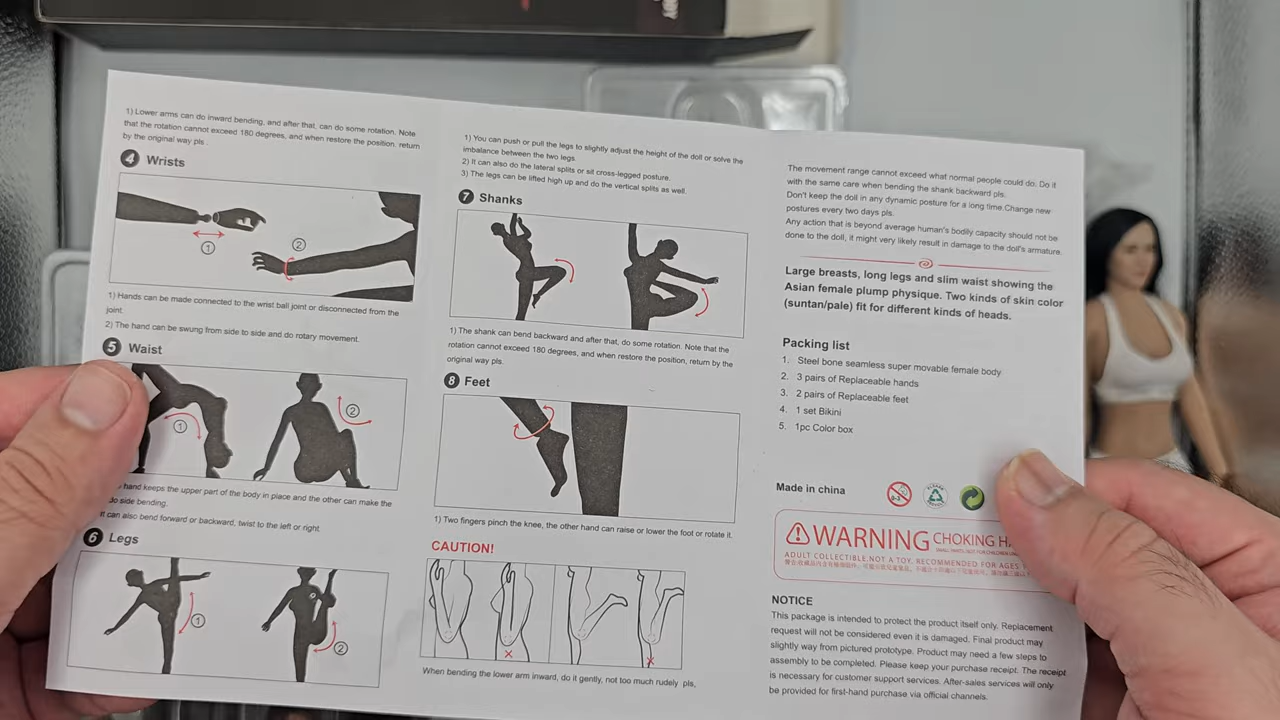 1) Lower arms can do inward bending, and after that, can do some rotation. Note
that the rotation cannot exceed 180 degrees, and when restore the position, return
by the original way pls .
4 Wrists
1
2
1) Hands can be made connected to the wrist ball joint or disconnected from the
joint.
2) The hand can be swung from side to side and do rotary movement.
5 Waist
1
2
hand keeps the upper part of the body in place and the other can make the
do side bending.
It can also bend forward or backward, twist to the left or right.
6 Legs
1
2
1) You can push or pull the legs to slightly adjust the height of the doll or solve the
imbalance between the two legs.
2) It can also do the lateral splits or sit cross-legged posture.
3) The legs can be lifted high up and do the vertical splits as well.
7 Shanks
1) The shank can bend backward and after that, do some rotation. Note that the
rotation cannot exceed 180 degrees, and when restore the position, return by the
original way pls.
8 Feet
1) Two fingers pinch the knee, the other hand can raise or lower the foot or rotate it.
CAUTION!
When bending the lower arm inward, do it gently, not too much rudely pls,
The movement range cannot exceed what normal people could do. Do it
with the same care when bending the shank backward pls.
Don't keep the doll in any dynamic posture for a long time.Change new
postures every two days pls.
Any action that is beyond average human's bodily capacity should not be
done to the doll, it might very likely result in damage to the doll's armature.
Large breasts, long legs and slim waist showing the
Asian female plump physique. Two kinds of skin color
(suntan/pale) fit for different kinds of heads.
Packing list
1. Steel bone seamless super movable female body
2. 3 pairs of Replaceable hands
3. 2 pairs of Replaceable feet
4. 1 set Bikini
5. 1pc Color box
Made in china
0-3
WARNING CHOKING
ADULT COLLECTIBLE.NOT A TOY. RECOMMENDED FOR AGES
NOTICE
This package is intended to protect the product itself only. Replacement
request will not be considered even it is damaged. Final product may
slightly way from pictured prototype. Product may need a few steps to
assembly to be completed. Please keep your purchase receipt. The receipt
is necessary for customer support services. After-sales services will only
be provided for first-hand purchase via official channels.